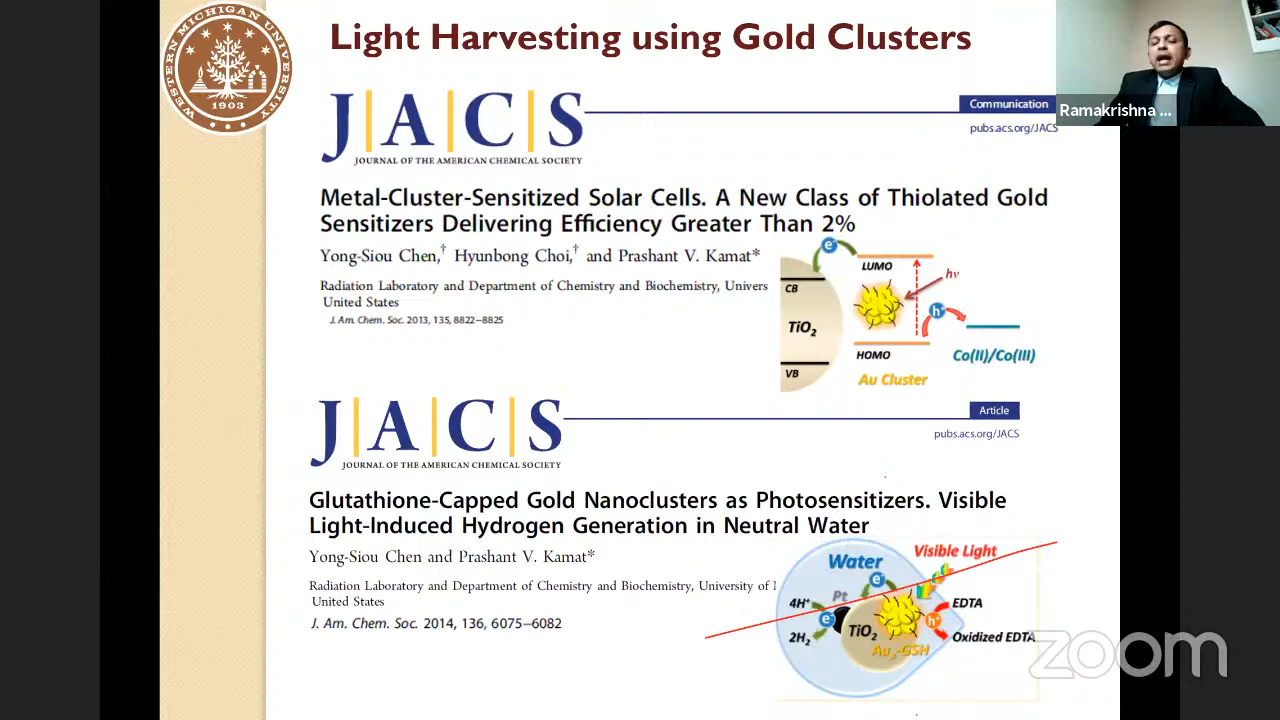 WESTERN MICHIGAN UNIVERSITY
1903
Light Harvesting using Gold Clusters
Ramakrishna ...
J|A|C|S
JOURNAL OF THE AMERICAN CHEMICAL SOCIETY
Communication
pubs.acs.org/JACS
Metal-Cluster-Sensitized Solar Cells. A New Class of Thiolated Gold
Sensitizers Delivering Efficiency Greater Than 2%
Yong-Siou Chen,† Hyunbong Choi,† and Prashant V. Kamat*
Radiation Laboratory and Department of Chemistry and Biochemistry, Univers
United States
J. Am. Chem. Soc. 2013, 135, 8822−8825
e-
LUMO
hν
CB
h+
TiO2
HOMO
Co(II)/Co(III)
VB
Au Cluster
J|A|C|S
JOURNAL OF THE AMERICAN CHEMICAL SOCIETY
Article
pubs.acs.org/JACS
Glutathione-Capped Gold Nanoclusters as Photosensitizers. Visible
Light-Induced Hydrogen Generation in Neutral Water
Yong-Siou Chen and Prashant V. Kamat*
Radiation Laboratory and Department of Chemistry and Biochemistry, University of
United States
J. Am. Chem. Soc. 2014, 136, 6075−6082
Visible Light
Water
e-
Pt
4H+
EDTA
e-
h+
TiO2
2H2
Oxidized EDTA
-GSH
zoom